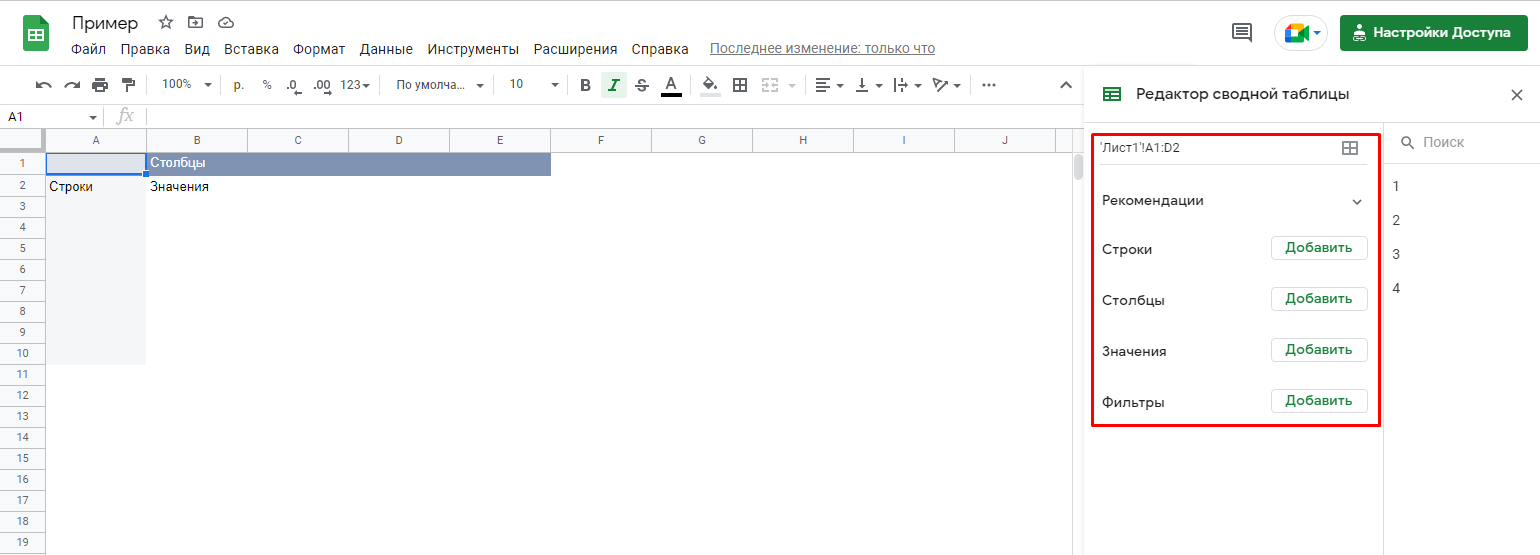 Пример
Файл Правка Вид Вставка Формат Данные Инструменты Расширения Справка Последнее изменение: только что
Настройки Доступа
100% р. % .0 .00 123 По умолча... 10 B I S A
A1 fx
A B C D E F G H I J
1 Столбцы
2 Строки Значения
3
4
5
6
7
8
9
10
11
12
13
14
15
16
17
18
19
Редактор сводной таблицы
'Лист1'!A1:D2
Рекомендации
Строки Добавить
Столбцы Добавить
Значения Добавить
Фильтры Добавить
Поиск
1
2
3
4